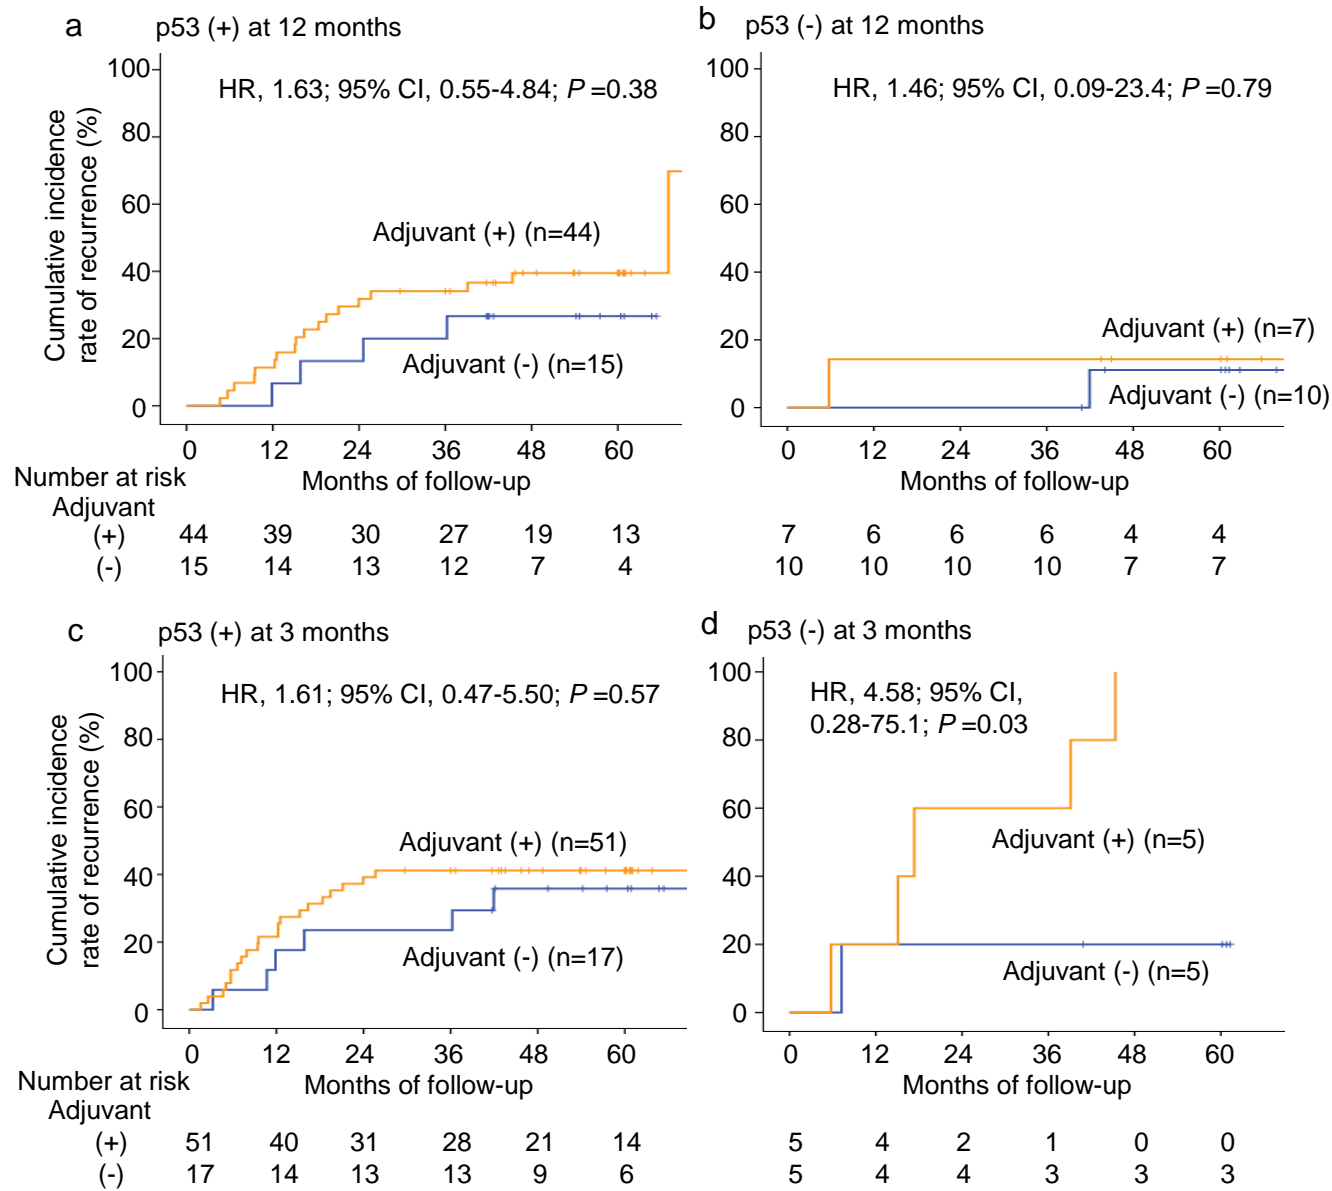 a
p53 (+) at 12 months
HR, 1.63; 95% CI, 0.55-4.84; P =0.38
Cumulative incidence
rate of recurrence (%)
100
80
60
40
20
0
Adjuvant (+) (n=44)
Adjuvant (-) (n=15)
0 12 24 36 48 60
Months of follow-up
Number at risk
Adjuvant
(+) 44 39 30 27 19 13
(-) 15 14 13 12 7 4
b
p53 (-) at 12 months
HR, 1.46; 95% CI, 0.09-23.4; P =0.79
100
80
60
40
20
0
Adjuvant (+) (n=7)
Adjuvant (-) (n=10)
0 12 24 36 48 60
Months of follow-up
7 6 6 6 4 4
10 10 10 10 7 7
c
p53 (+) at 3 months
HR, 1.61; 95% CI, 0.47-5.50; P =0.57
Cumulative incidence
rate of recurrence (%)
100
80
60
40
20
0
Adjuvant (+) (n=51)
Adjuvant (-) (n=17)
0 12 24 36 48 60
Months of follow-up
Number at risk
Adjuvant
(+) 51 40 31 28 21 14
(-) 17 14 13 13 9 6
d
p53 (-) at 3 months
HR, 4.58; 95% CI,
0.28-75.1; P =0.03
100
80
60
40
20
0
Adjuvant (+) (n=5)
Adjuvant (-) (n=5)
0 12 24 36 48 60
Months of follow-up
5 4 2 1 0 0
5 4 4 3 3 3